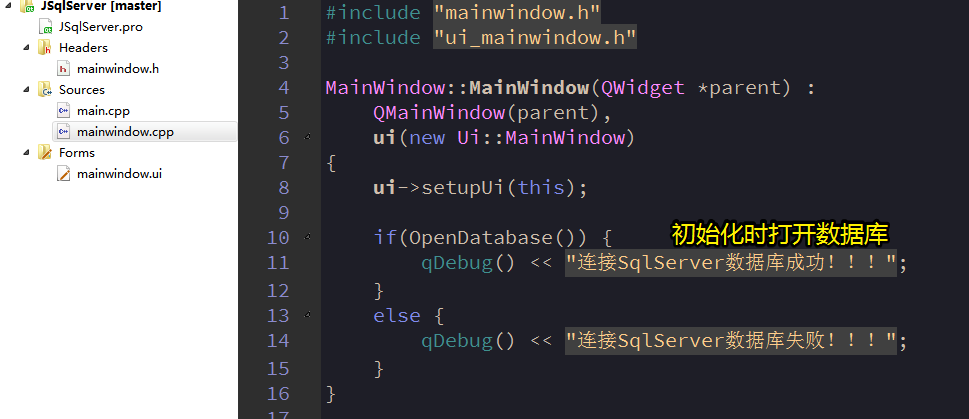 JSqlServer [master]
JSqlServer.pro
Headers
mainwindow.h
Sources
main.cpp
mainwindow.cpp
Forms
mainwindow.ui
1 #include "mainwindow.h"
2 #include "ui_mainwindow.h"
3
4 MainWindow::MainWindow(QWidget *parent) :
5     QMainWindow(parent),
6     ui(new Ui::MainWindow)
7 {
8     ui->setupUi(this);
9
10     if(OpenDatabase()) { 初始化时打开数据库
11         qDebug() << "连接SqlServer数据库成功!!!";
12     }
13     else {
14         qDebug() << "连接SqlServer数据库失败!!!";
15     }
16 }
17